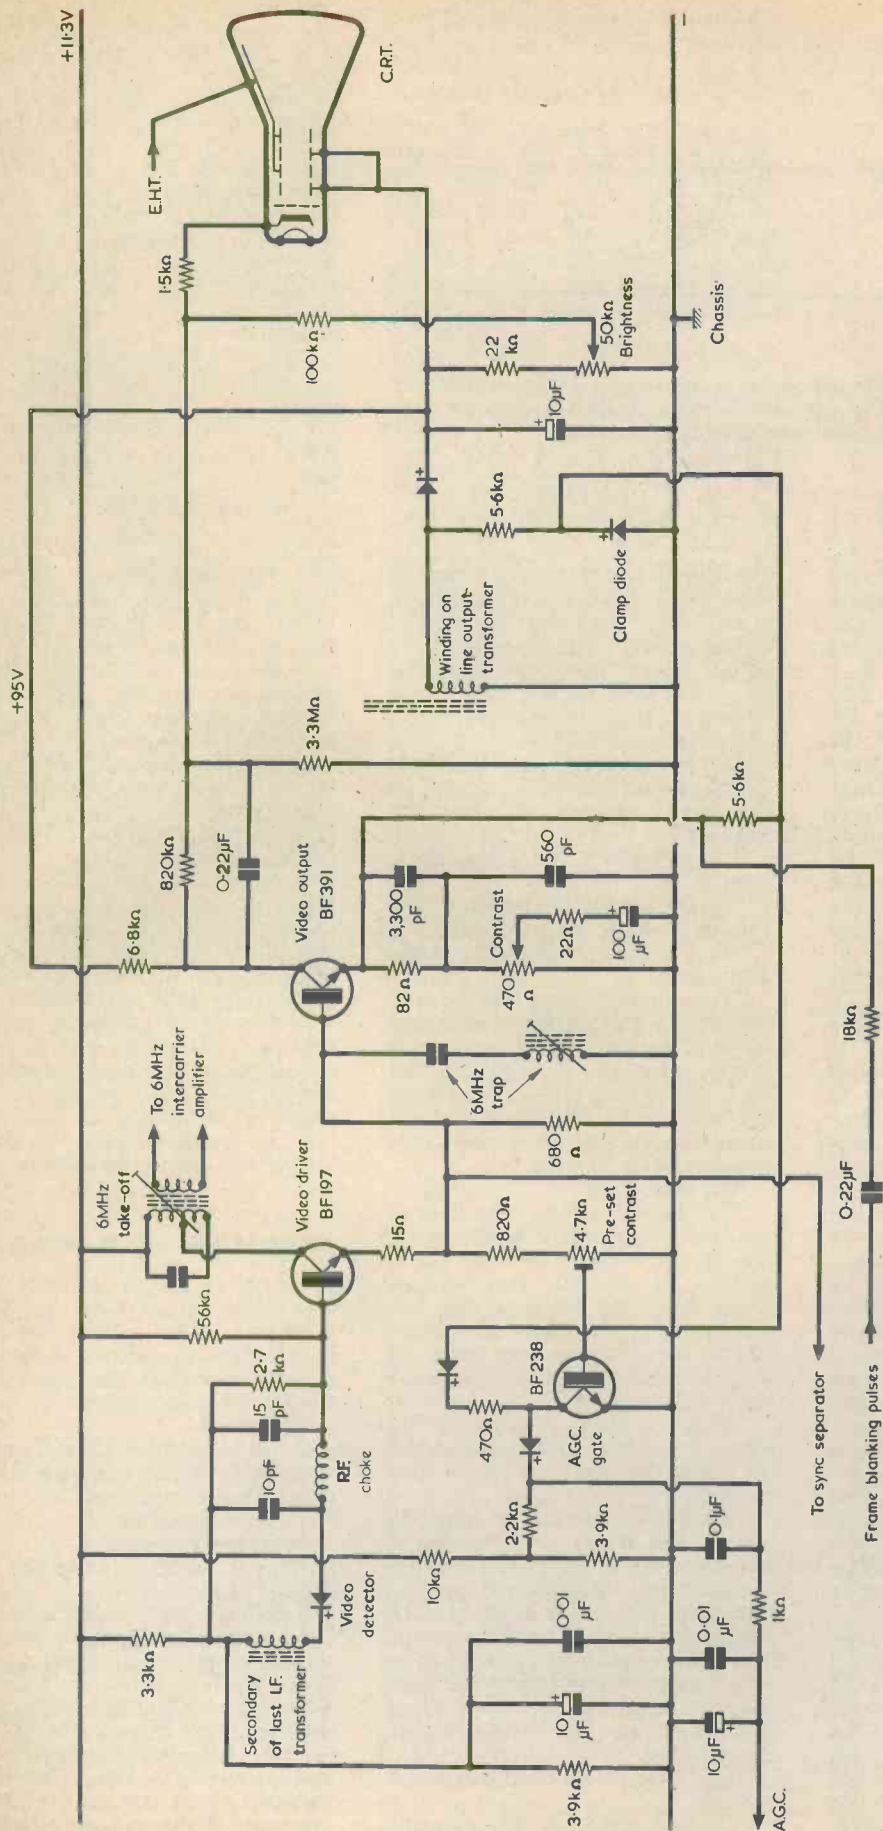 +11·3V
E.H.T.
C.R.T.
1·5kΩ
100kΩ
22
kΩ
50kΩ
Brightness
Chassis
−
+95V
+
10µF
+
5·6kΩ
+
Clamp diode
Winding on
line output
transformer
3·3MΩ
820kΩ
0·22µF
6·8kΩ
Video output
BF391
3,300
pF
560
pF
82Ω
Contrast
470
Ω
22Ω
+
100
µF
5·6kΩ
18kΩ
0·22µF
Frame blanking pulses
To 6MHz
intercarrier
amplifier
6MHz
take-off
6MHz
trap
680
Ω
Video driver
BF197
15Ω
820Ω
4·7kΩ
Pre-set
contrast
To sync separator
56kΩ
2·7
kΩ
15
pF
10pF
R.F.
choke
+
470Ω
BF238
A.G.C.
gate
+
2·2kΩ
3·9kΩ
10kΩ
0·1µF
1kΩ
+
Video
detector
3·3kΩ
Secondary
of last I.F.
transformer
0·01
µF
+
10
µF
3·9kΩ
0·01
µF
10µF
+
A.G.C.